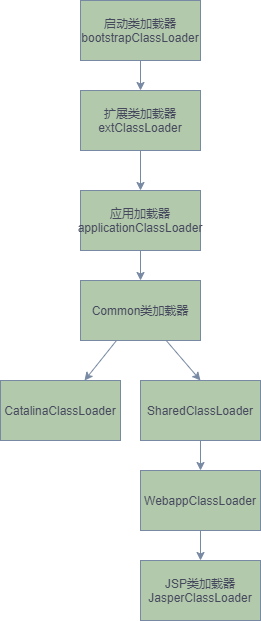 启动类加载器
bootstrapClassLoader
扩展类加载器
extClassLoader
应用加载器
applicationClassLoader
Common类加载器
CatalinaClassLoader
SharedClassLoader
WebappClassLoader
JSP类加载器
JasperClassLoader